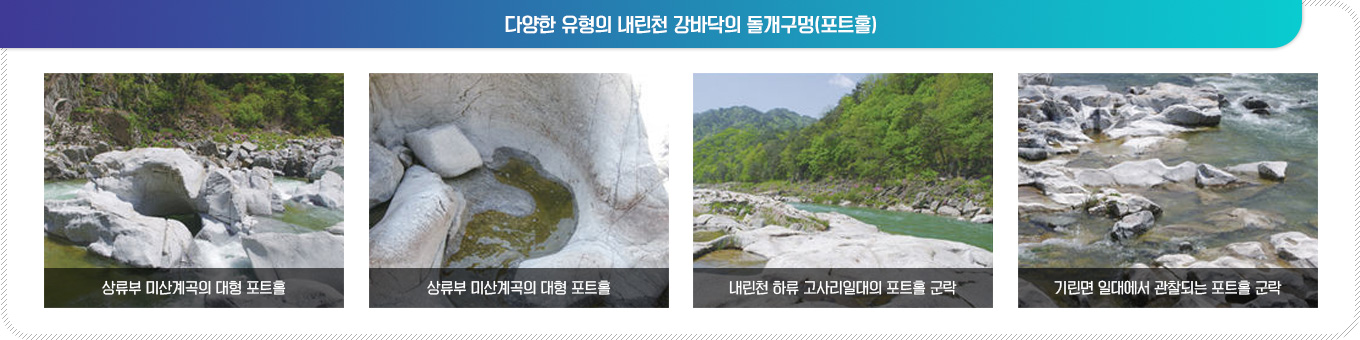 다양한 유형의 내린천 강바닥의 돌개구멍(포트홀)
상류부 미산계곡의 대형 포트홀
상류부 미산계곡의 대형 포트홀
내린천 하류 고사리일대의 포트홀 군락
기린면 일대에서 관찰되는 포트홀 군락